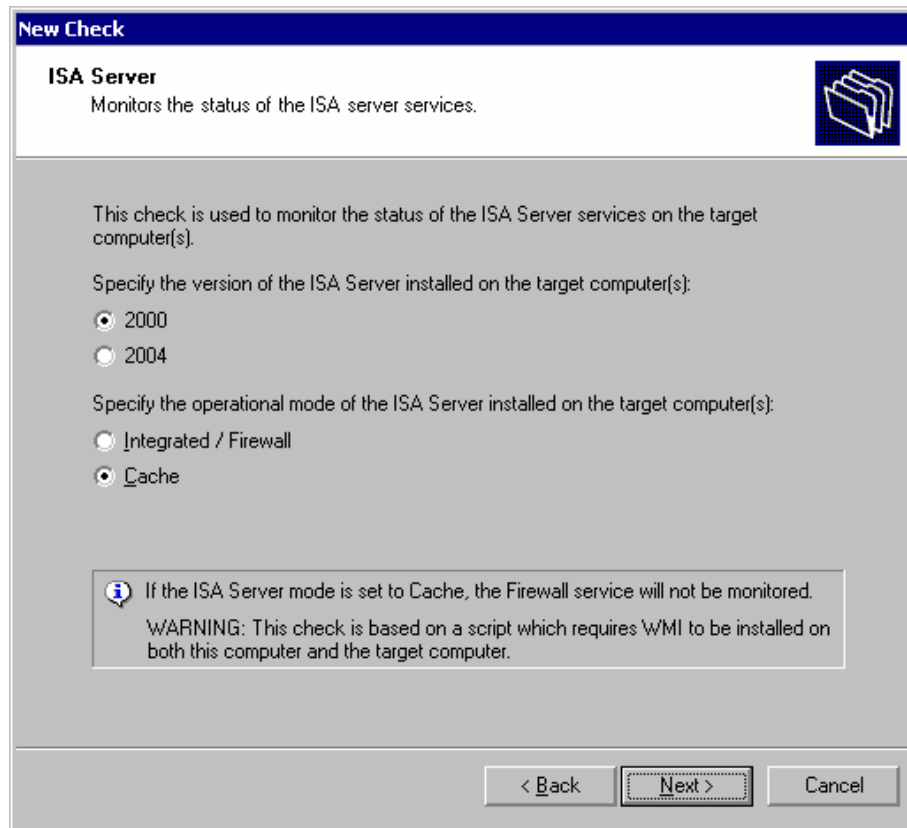 New Check
ISA Server
Monitors the status of the ISA server services.
This check is used to monitor the status of the ISA Server services on the target
computer(s).
Specify the version of the ISA Server installed on the target computer(s):
2000
2004
Specify the operational mode of the ISA Server installed on the target computer(s):
Integrated / Firewall
Cache
If the ISA Server mode is set to Cache, the Firewall service will not be monitored.
WARNING: This check is based on a script which requires WMI to be installed on
both this computer and the target computer.
< Back
Next >
Cancel